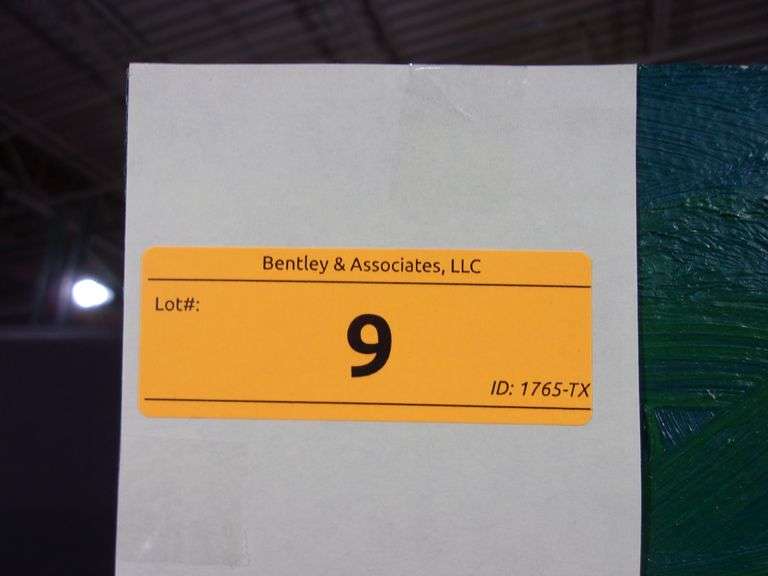 Bentley & Associates, LLC
Lot#:
9
ID: 1765-TX